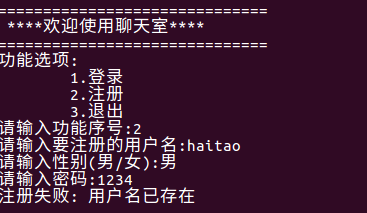 ==============================
****欢迎使用聊天室****
==============================
功能选项:
1.登录
2.注册
3.退出
请输入功能序号:2
请输入要注册的用户名:haitao
请输入性别(男/女):男
请输入密码:1234
注册失败: 用户名已存在